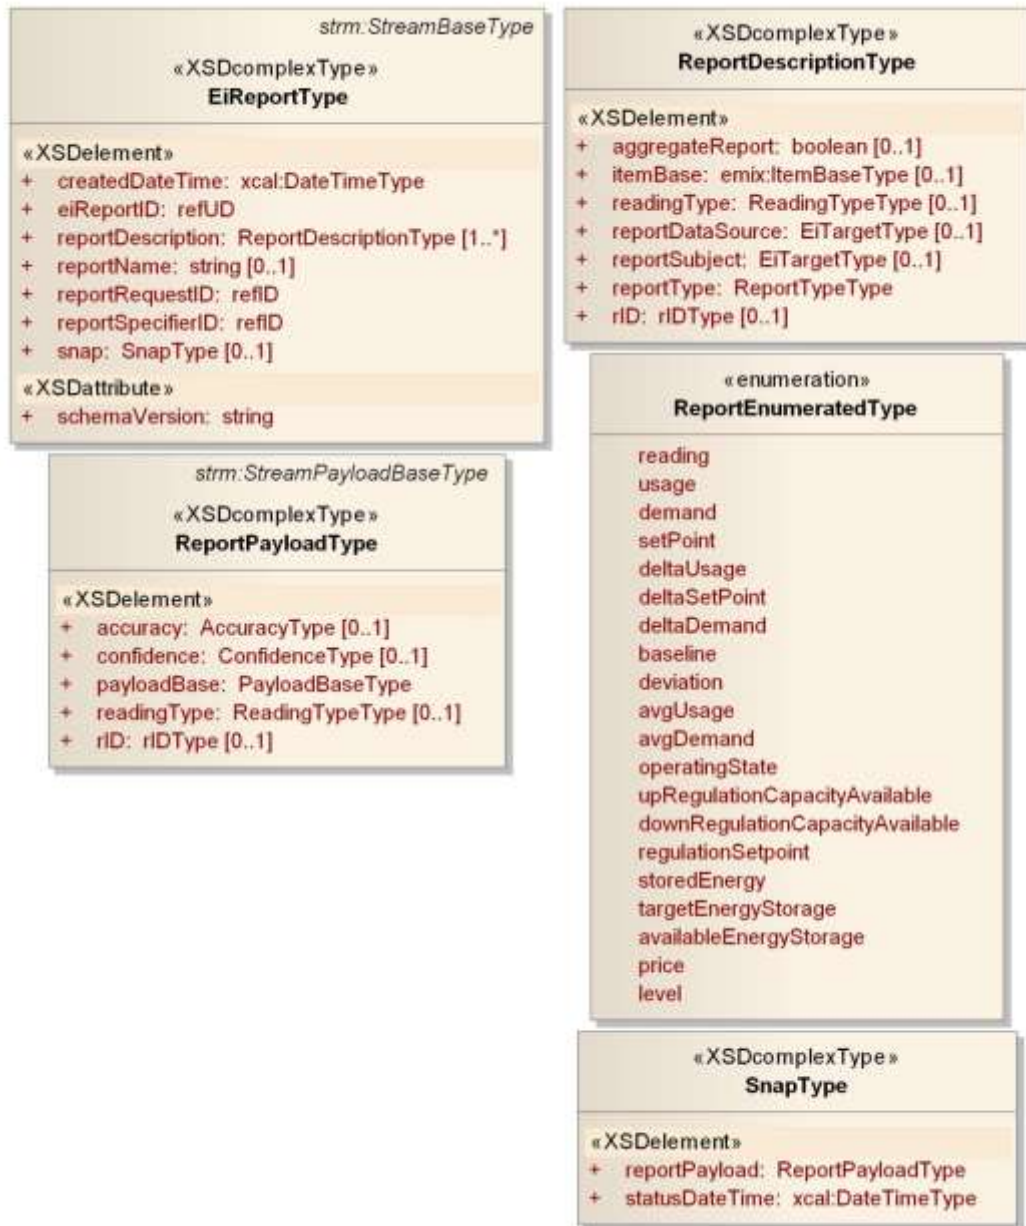 strm:StreamBaseType
«XSDcomplexType»
EiReportType
«XSDelement»
+ createdDateTime: xcal:DateTimeType
+ eiReportID: refUD
+ reportDescription: ReportDescriptionType [1..*]
+ reportName: string [0..1]
+ reportRequestID: refID
+ reportSpecifierID: refID
+ snap: SnapType [0..1]
«XSDattribute»
+ schemaVersion: string
strm:StreamPayloadBaseType
«XSDcomplexType»
ReportPayloadType
«XSDelement»
+ accuracy: AccuracyType [0..1]
+ confidence: ConfidenceType [0..1]
+ payloadBase: PayloadBaseType
+ readingType: ReadingTypeType [0..1]
+ rID: rIDType [0..1]
«XSDcomplexType»
ReportDescriptionType
«XSDelement»
+ aggregateReport: boolean [0..1]
+ itemBase: emix:ItemBaseType [0..1]
+ readingType: ReadingTypeType [0..1]
+ reportDataSource: EiTargetType [0..1]
+ reportSubject: EiTargetType [0..1]
+ reportType: ReportTypeType
+ rID: rIDType [0..1]
«enumeration»
ReportEnumeratedType
reading
usage
demand
setPoint
deltaUsage
deltaSetPoint
deltaDemand
baseline
deviation
avgUsage
avgDemand
operatingState
upRegulationCapacityAvailable
downRegulationCapacityAvailable
regulationSetpoint
storedEnergy
targetEnergyStorage
availableEnergyStorage
price
level
«XSDcomplexType»
SnapType
«XSDelement»
+ reportPayload: ReportPayloadType
+ statusDateTime: xcal:DateTimeType